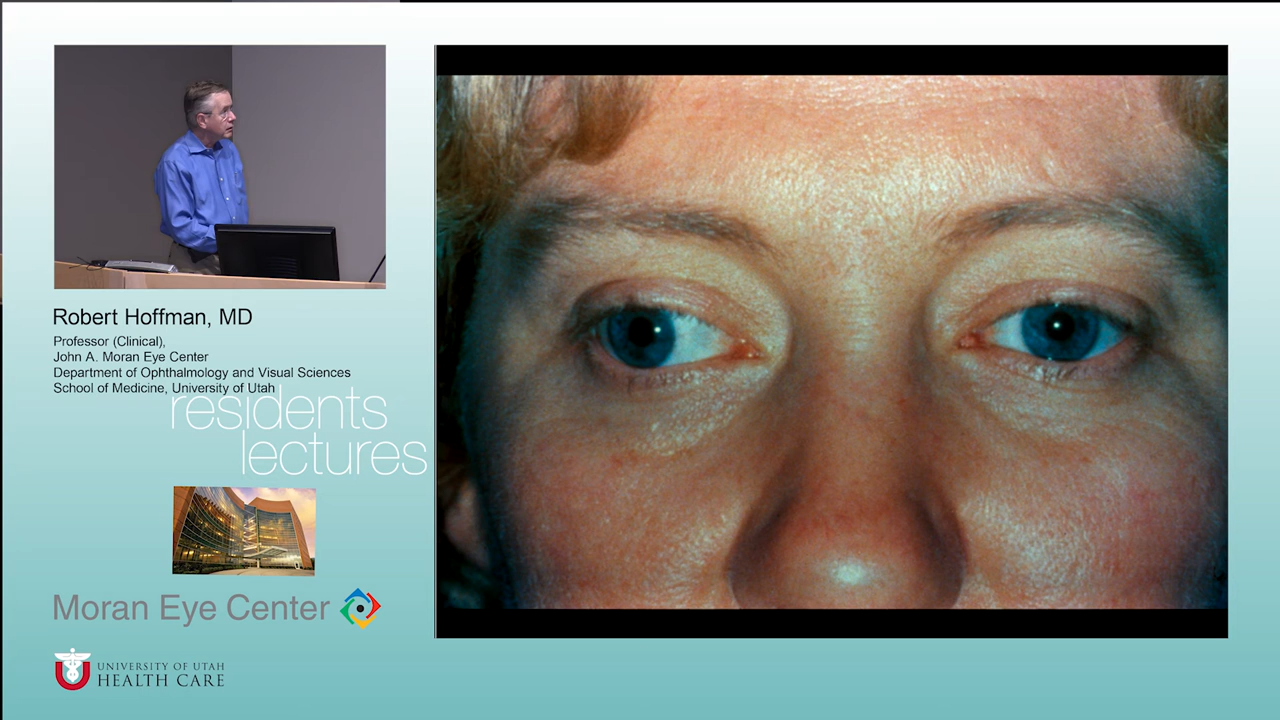 Robert Hoffman, MD
Professor (Clinical),
John A. Moran Eye Center
Department of Ophthalmology and Visual Sciences
School of Medicine, University of Utah
residents
lectures
Moran Eye Center
UNIVERSITY OF UTAH
HEALTH CARE